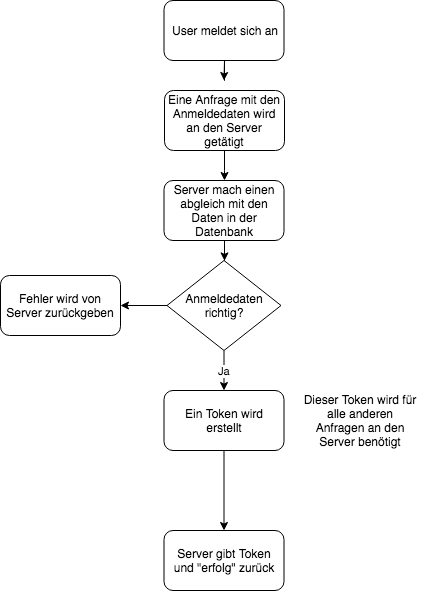 User meldet sich an
Eine Anfrage mit den
Anmeldedaten wird
an den Server
getätigt
Server mach einen
abgleich mit den
Daten in der
Datenbank
Anmeldedaten
richtig?
Fehler wird von
Server zurückgeben
Ja
Ein Token wird
erstellt
Dieser Token wird für
alle anderen
Anfragen an den
Server benötigt
Server gibt Token
und "erfolg" zurück